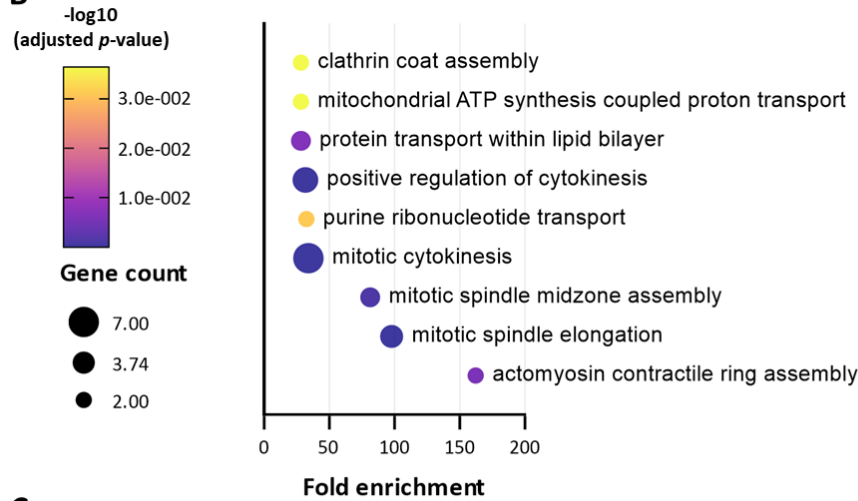 -log10
(adjusted p-value)
3.0e-002
2.0e-002
1.0e-002
Gene count
7.00
3.74
2.00
clathrin coat assembly
mitochondrial ATP synthesis coupled proton transport
protein transport within lipid bilayer
positive regulation of cytokinesis
purine ribonucleotide transport
mitotic cytokinesis
mitotic spindle midzone assembly
mitotic spindle elongation
actomyosin contractile ring assembly
0 50 100 150 200
Fold enrichment